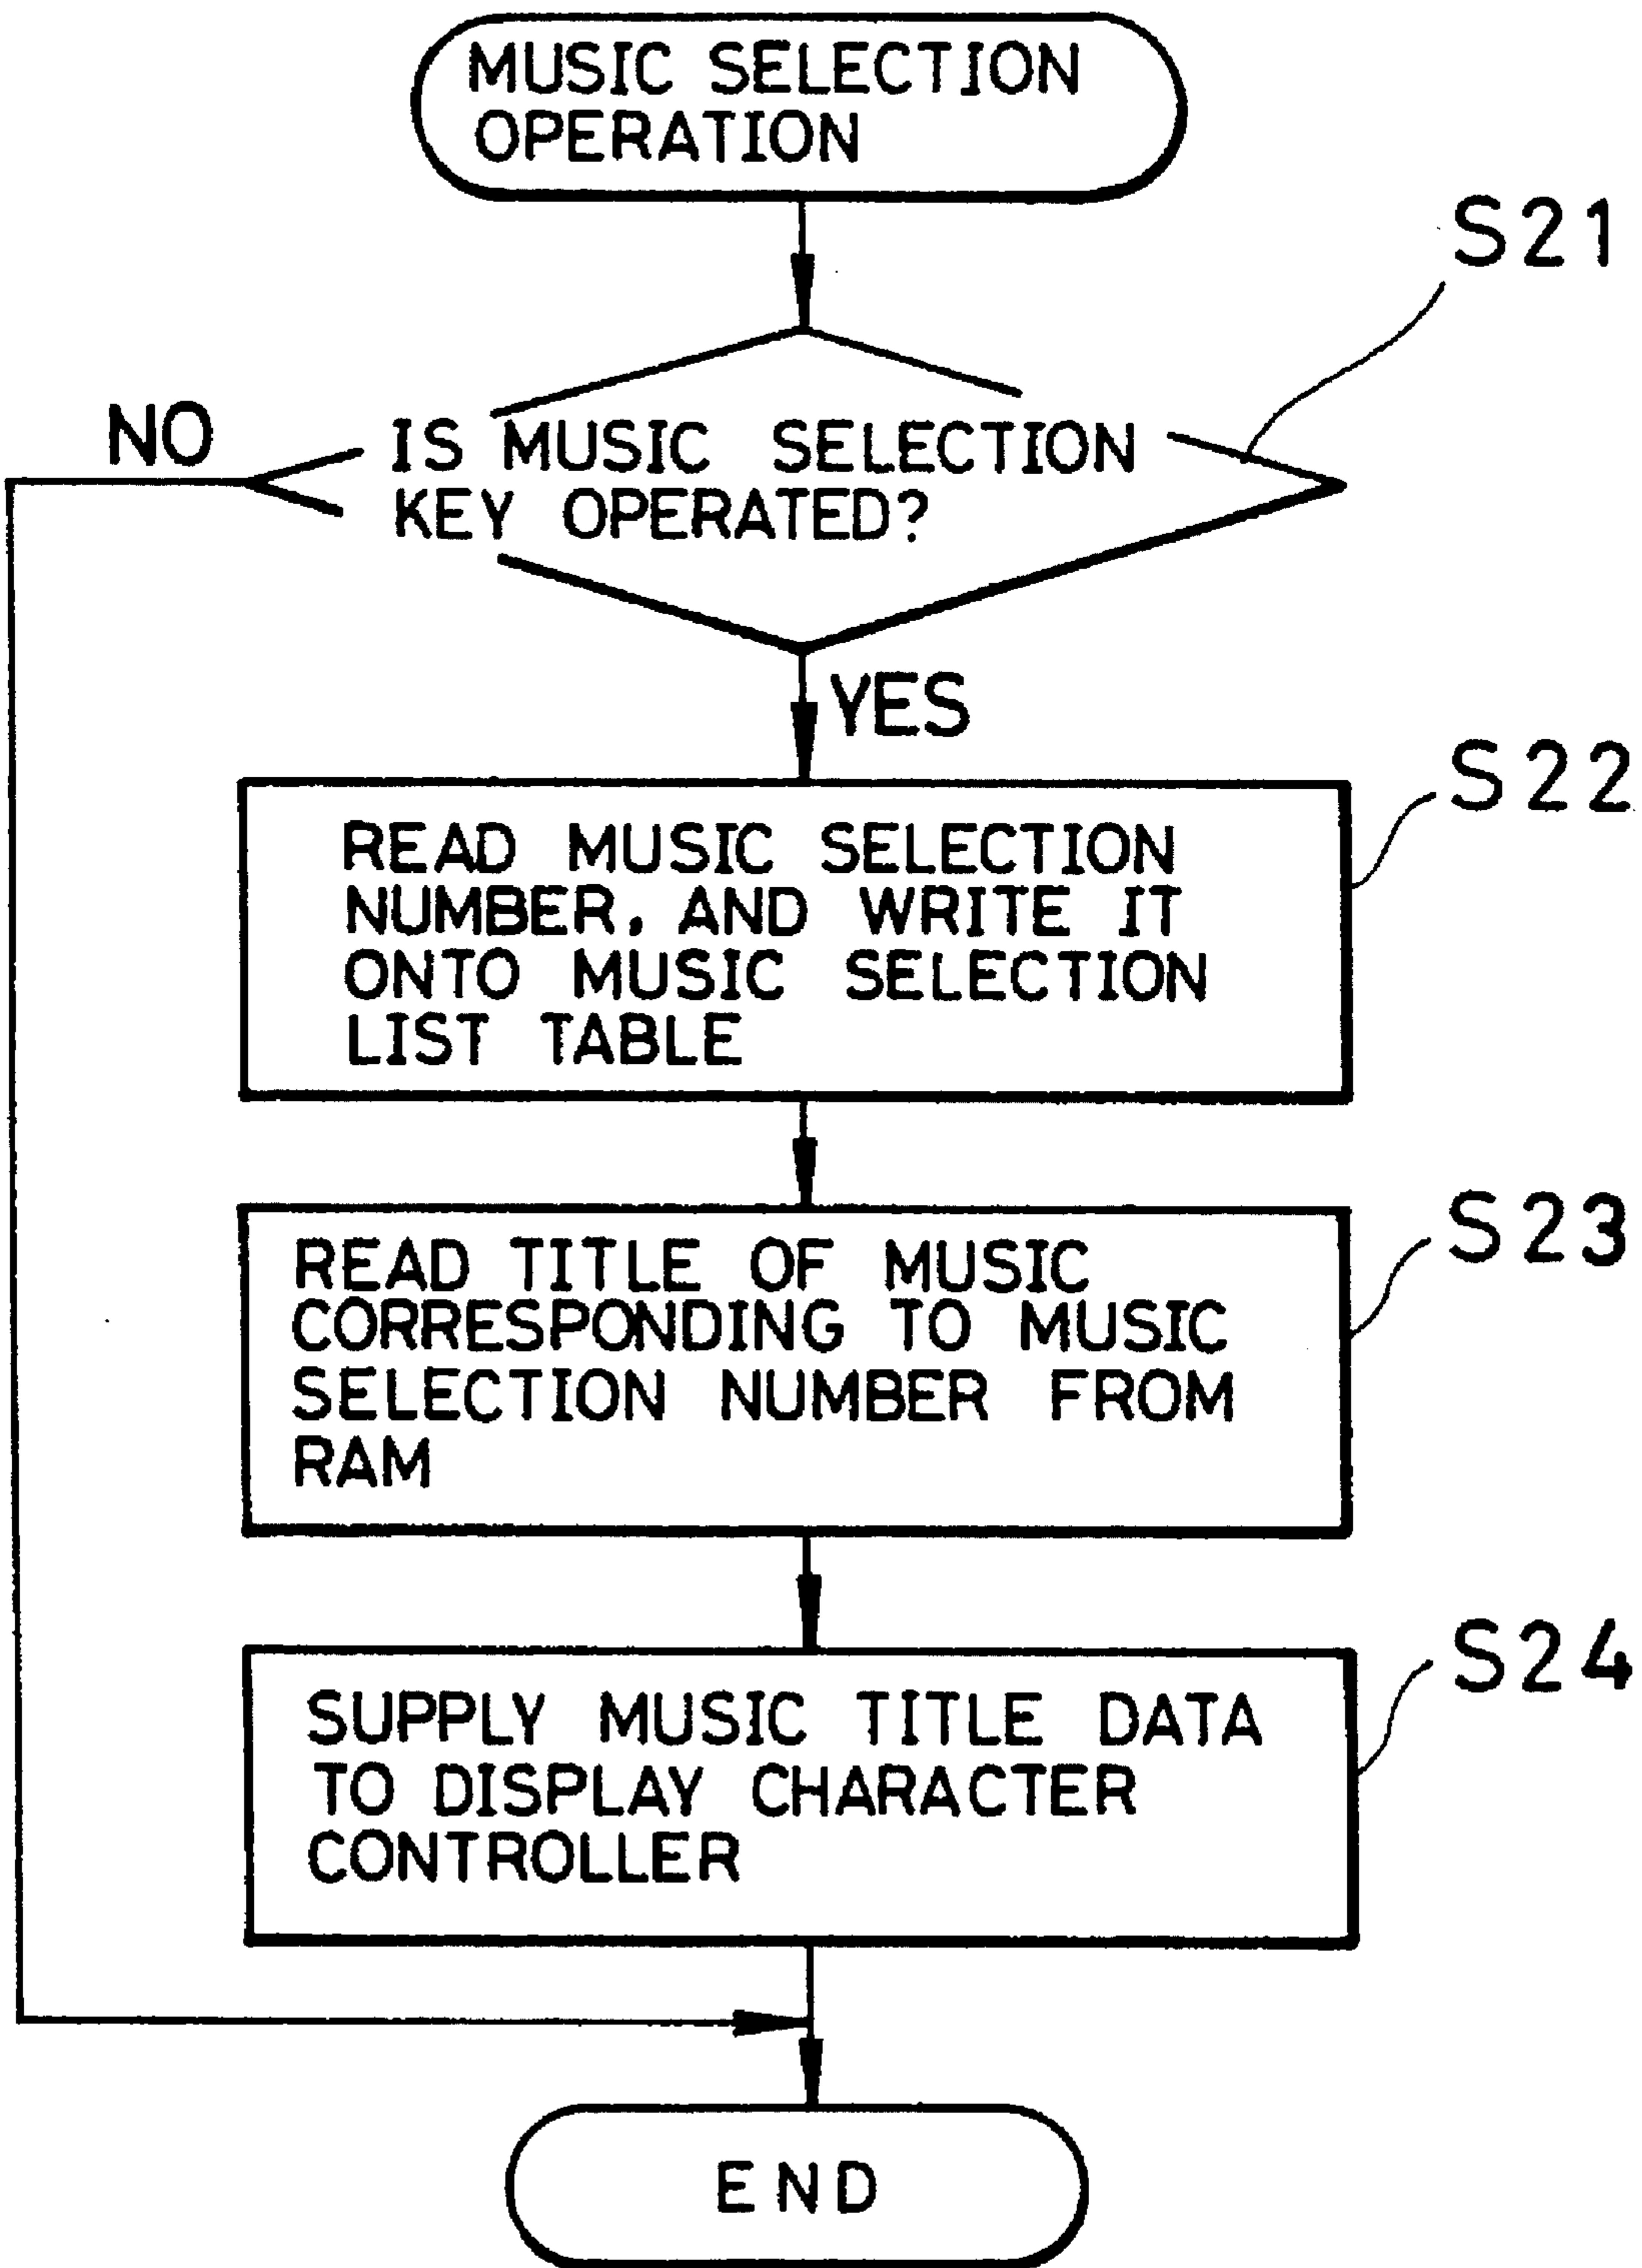 MUSIC SELECTION
OPERATION
S21
NO
IS MUSIC SELECTION
KEY OPERATED?
YES
S22
READ MUSIC SELECTION
NUMBER, AND WRITE IT
ONTO MUSIC SELECTION
LIST TABLE
S23
READ TITLE OF MUSIC
CORRESPONDING TO MUSIC
SELECTION NUMBER FROM
RAM
S24
SUPPLY MUSIC TITLE DATA
TO DISPLAY CHARACTER
CONTROLLER
END